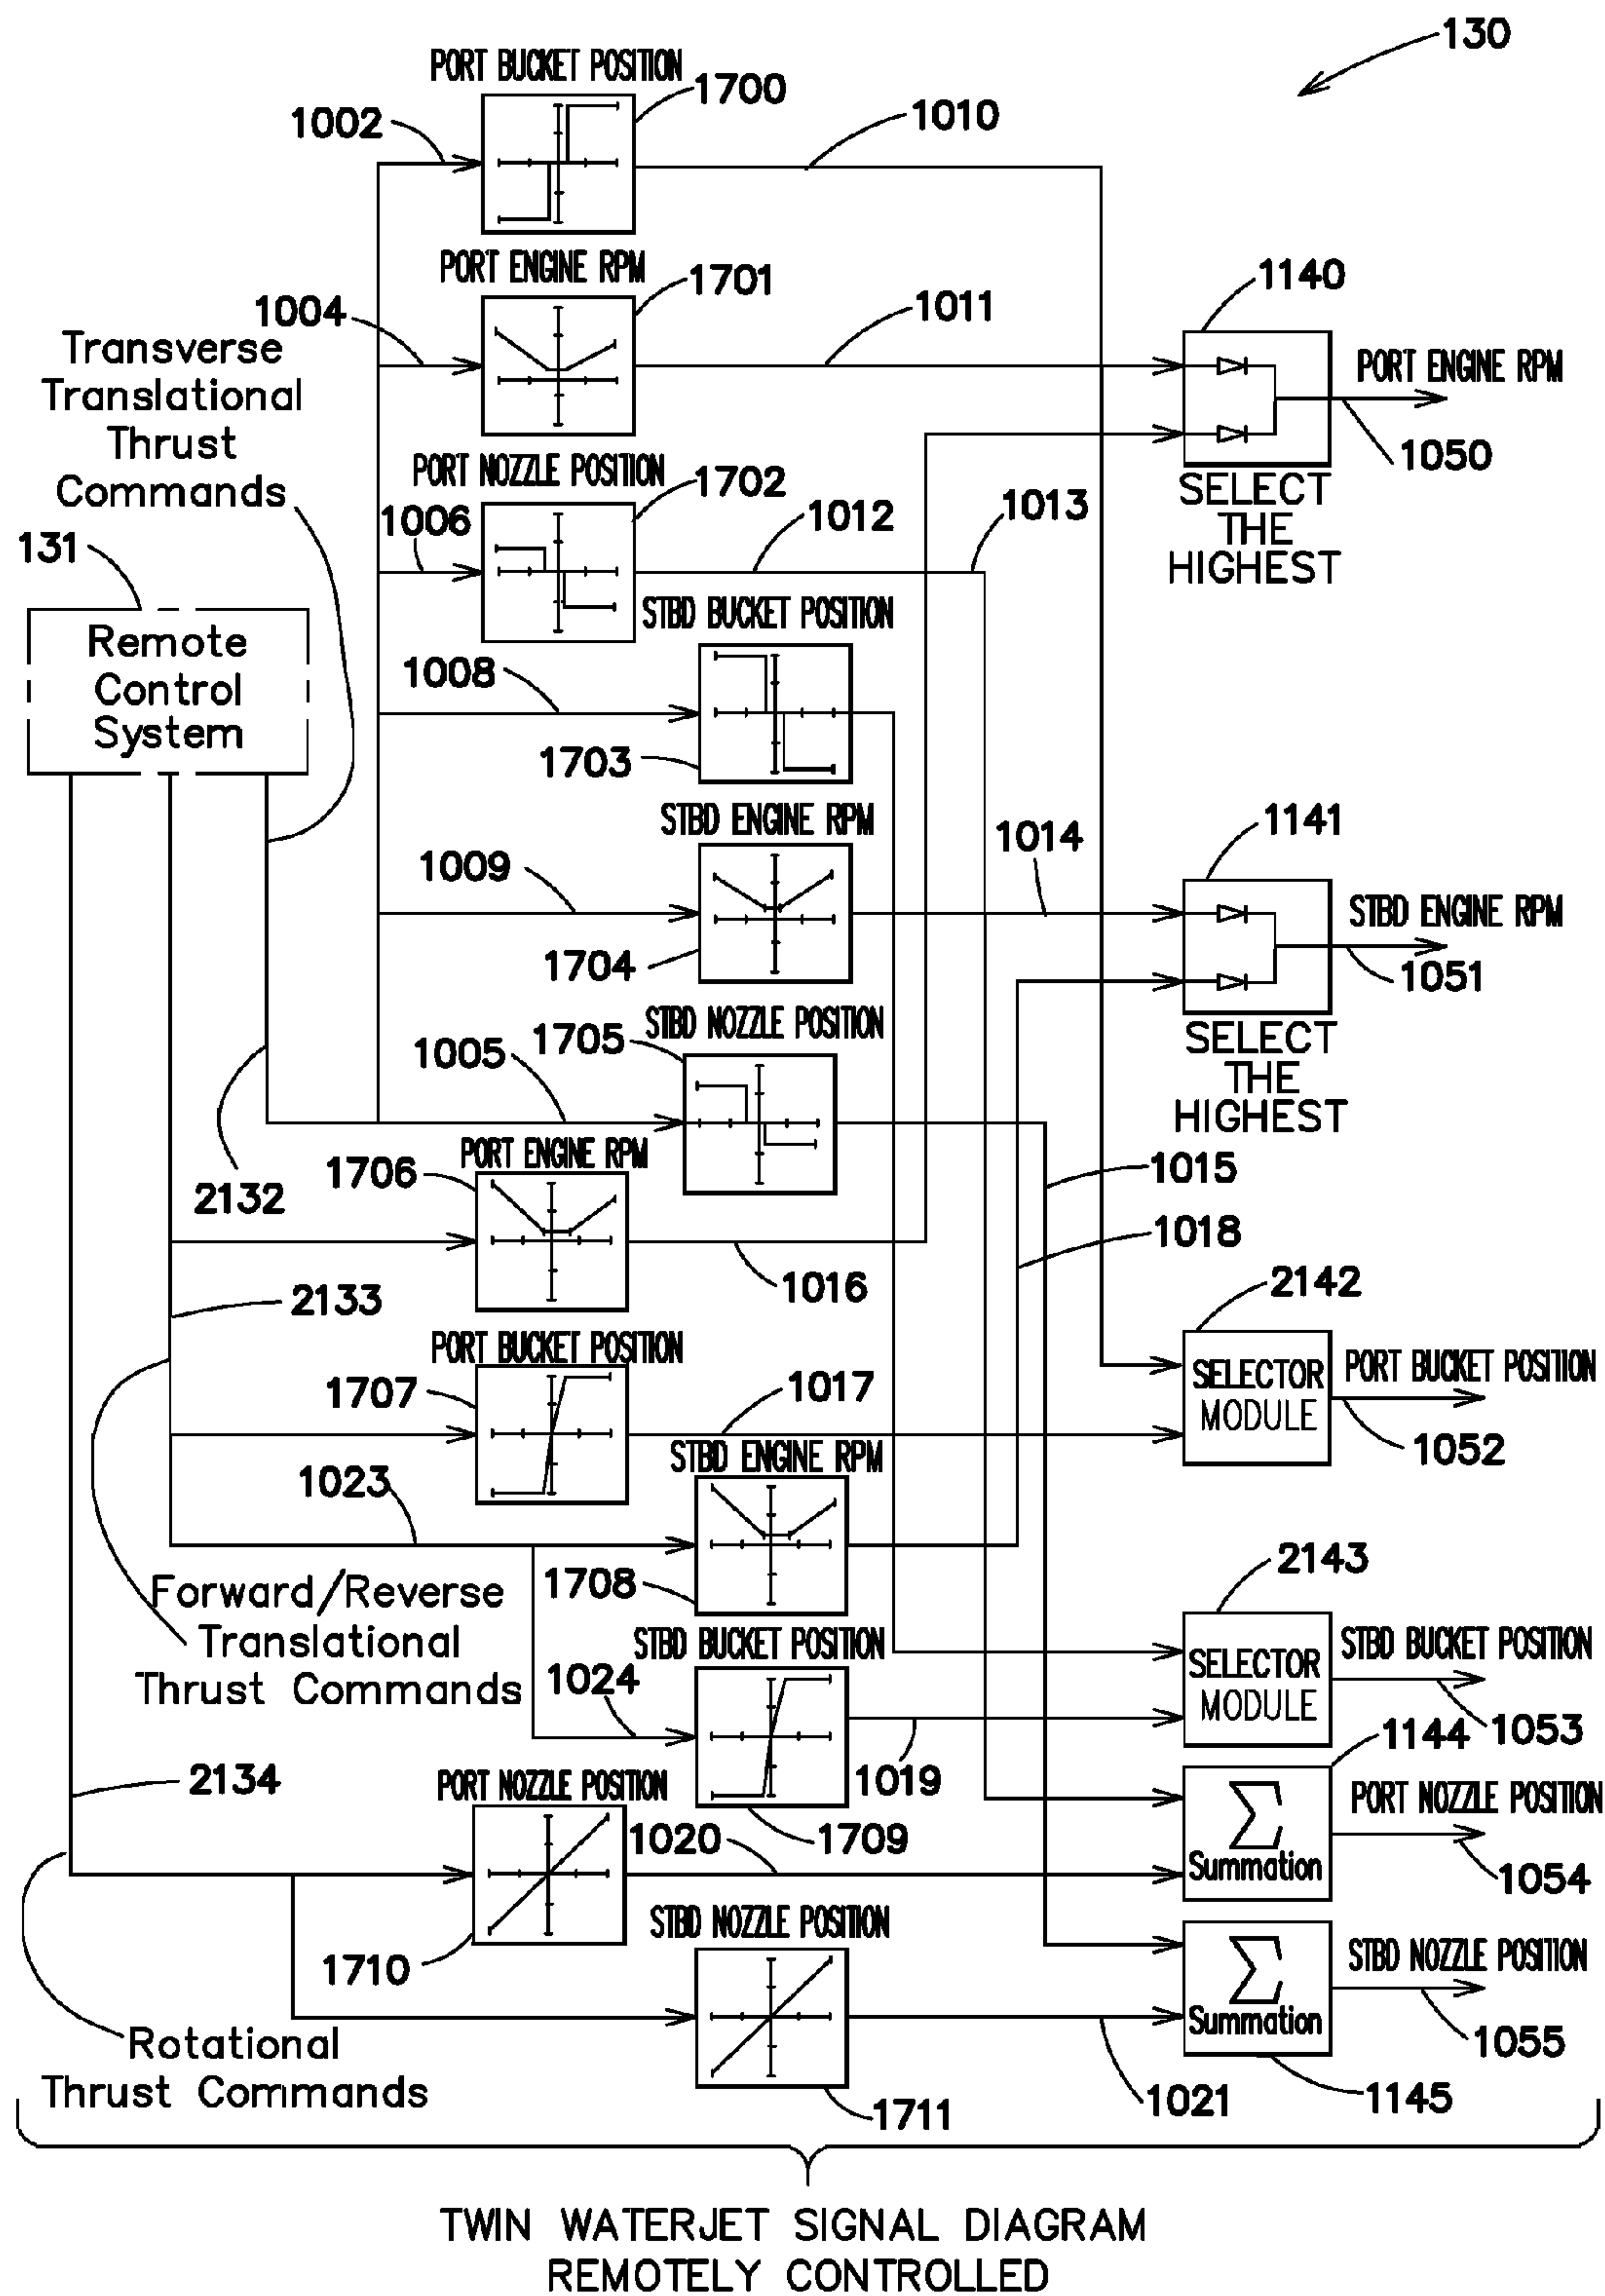 130
PORT BUCKET POSITION
1700
1002
1010
PORT ENGINE RPM
1701
1004
1011
1140
Transverse
Translational
Thrust
Commands
PORT ENGINE RPM
1050
SELECT
THE
HIGHEST
PORT NOZZLE POSITION
1702
1006
1012
1013
131
Remote
Control
System
STBD BUCKET POSITION
1008
1703
STBD ENGINE RPM
1009
1014
1141
1704
STBD ENGINE RPM
1051
SELECT
THE
HIGHEST
STBD NOZZLE POSITION
1705
1005
2132
PORT ENGINE RPM
1706
1015
1018
1016
2133
2142
PORT BUCKET POSITION
1707
1017
SELECTOR
MODULE
PORT BUCKET POSITION
1052
STBD ENGINE RPM
1023
1708
Forward/Reverse
Translational
Thrust Commands
2143
STBD BUCKET POSITION
1024
SELECTOR
MODULE
STBD BUCKET POSITION
1053
1019
1709
1144
2134
PORT NOZZLE POSITION
1020
Σ
Summation
PORT NOZZLE POSITION
1054
1710
STBD NOZZLE POSITION
Σ
Summation
STBD NOZZLE POSITION
1055
Rotational
Thrust Commands
1711
1021
1145
TWIN WATERJET SIGNAL DIAGRAM
REMOTELY CONTROLLED